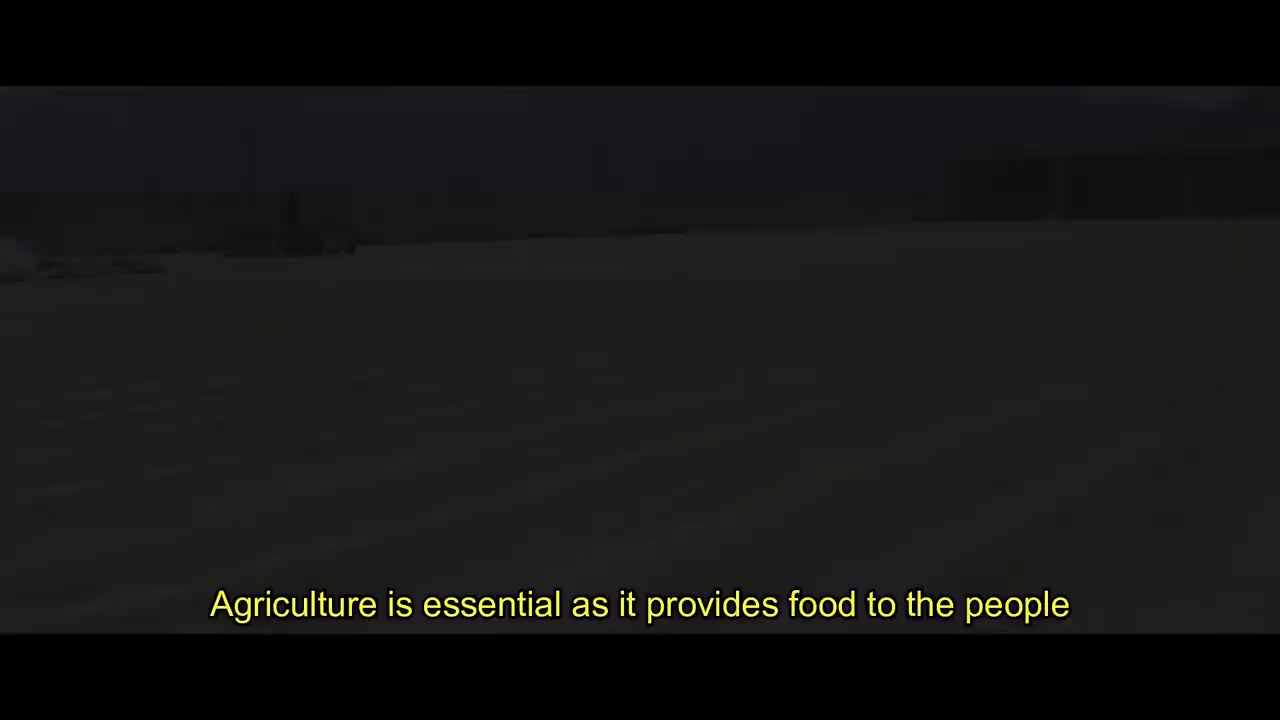 Agriculture is essential as it provides food to the people